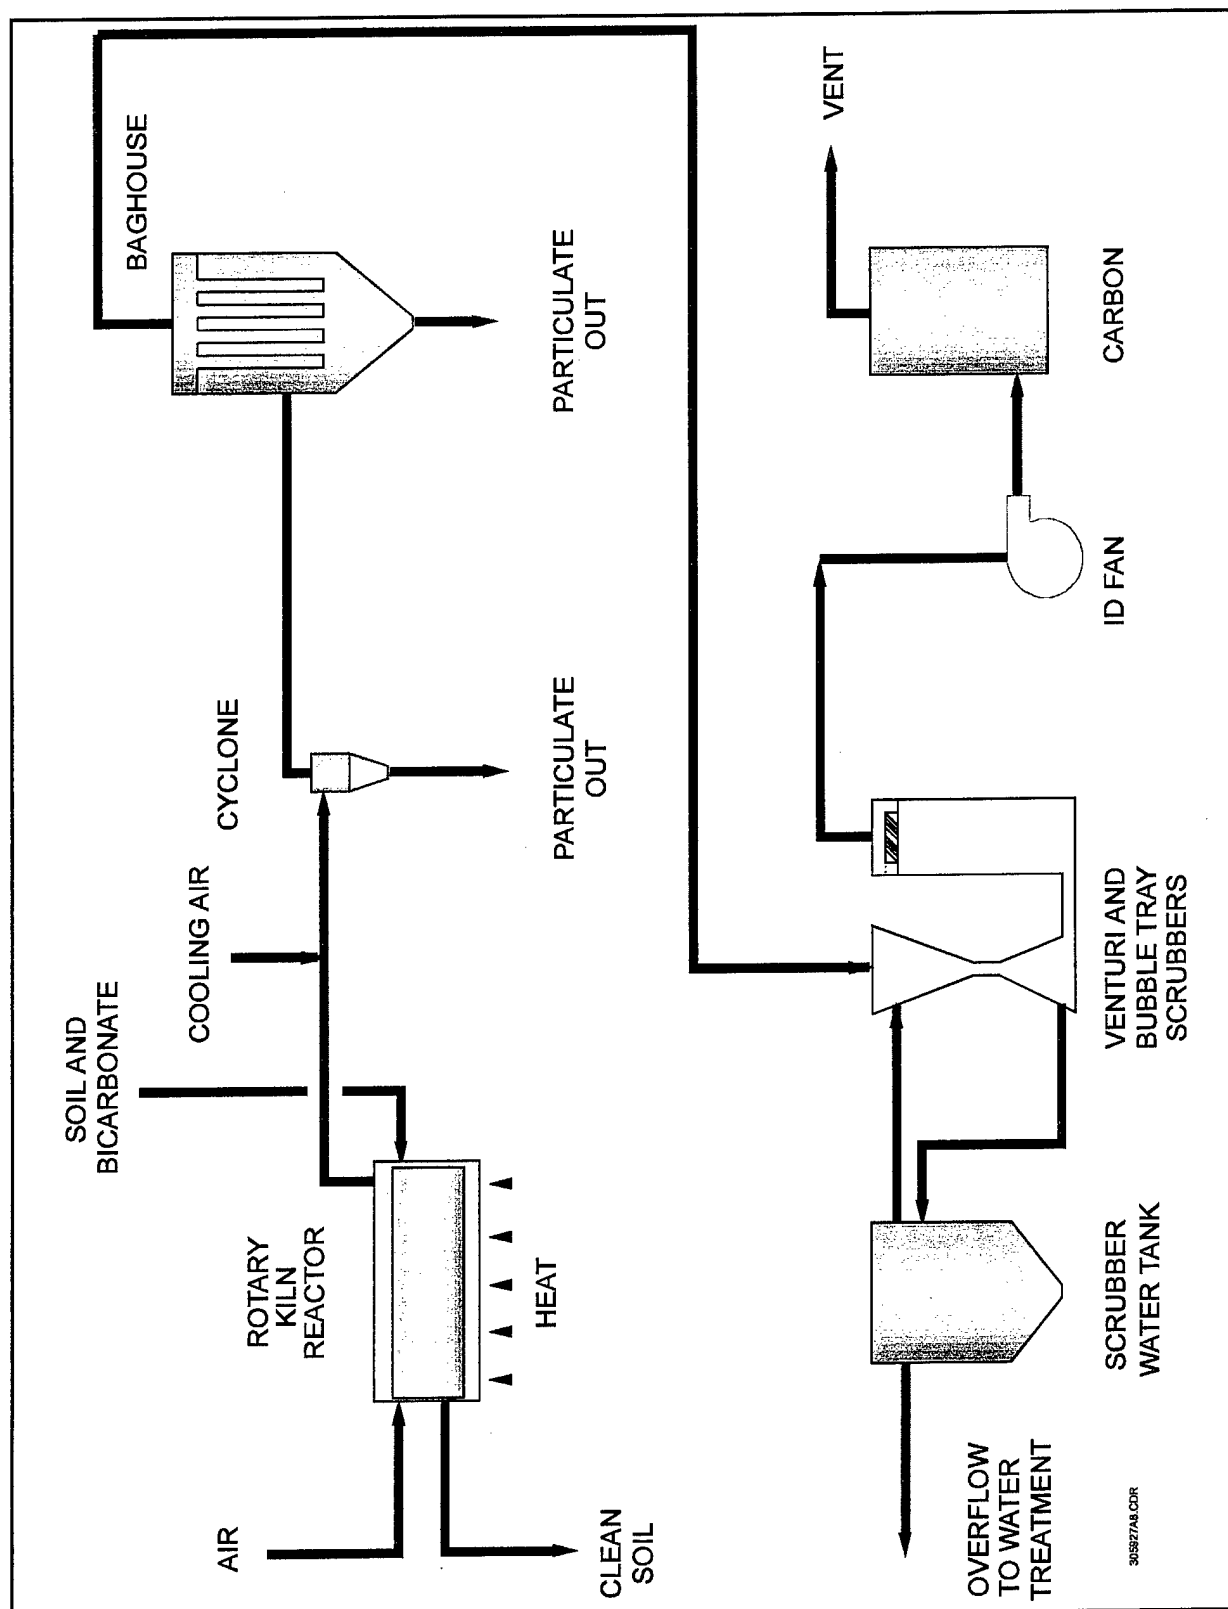 SOIL AND
BICARBONATE
COOLING AIR
CYCLONE
BAGHOUSE
ROTARY
KILN
REACTOR
AIR
HEAT
CLEAN
SOIL
PARTICULATE
OUT
PARTICULATE
OUT
VENT
OVERFLOW
TO WATER
TREATMENT
SCRUBBER
WATER TANK
VENTURI AND
BUBBLE TRAY
SCRUBBERS
ID FAN
CARBON
305927A8.CDR